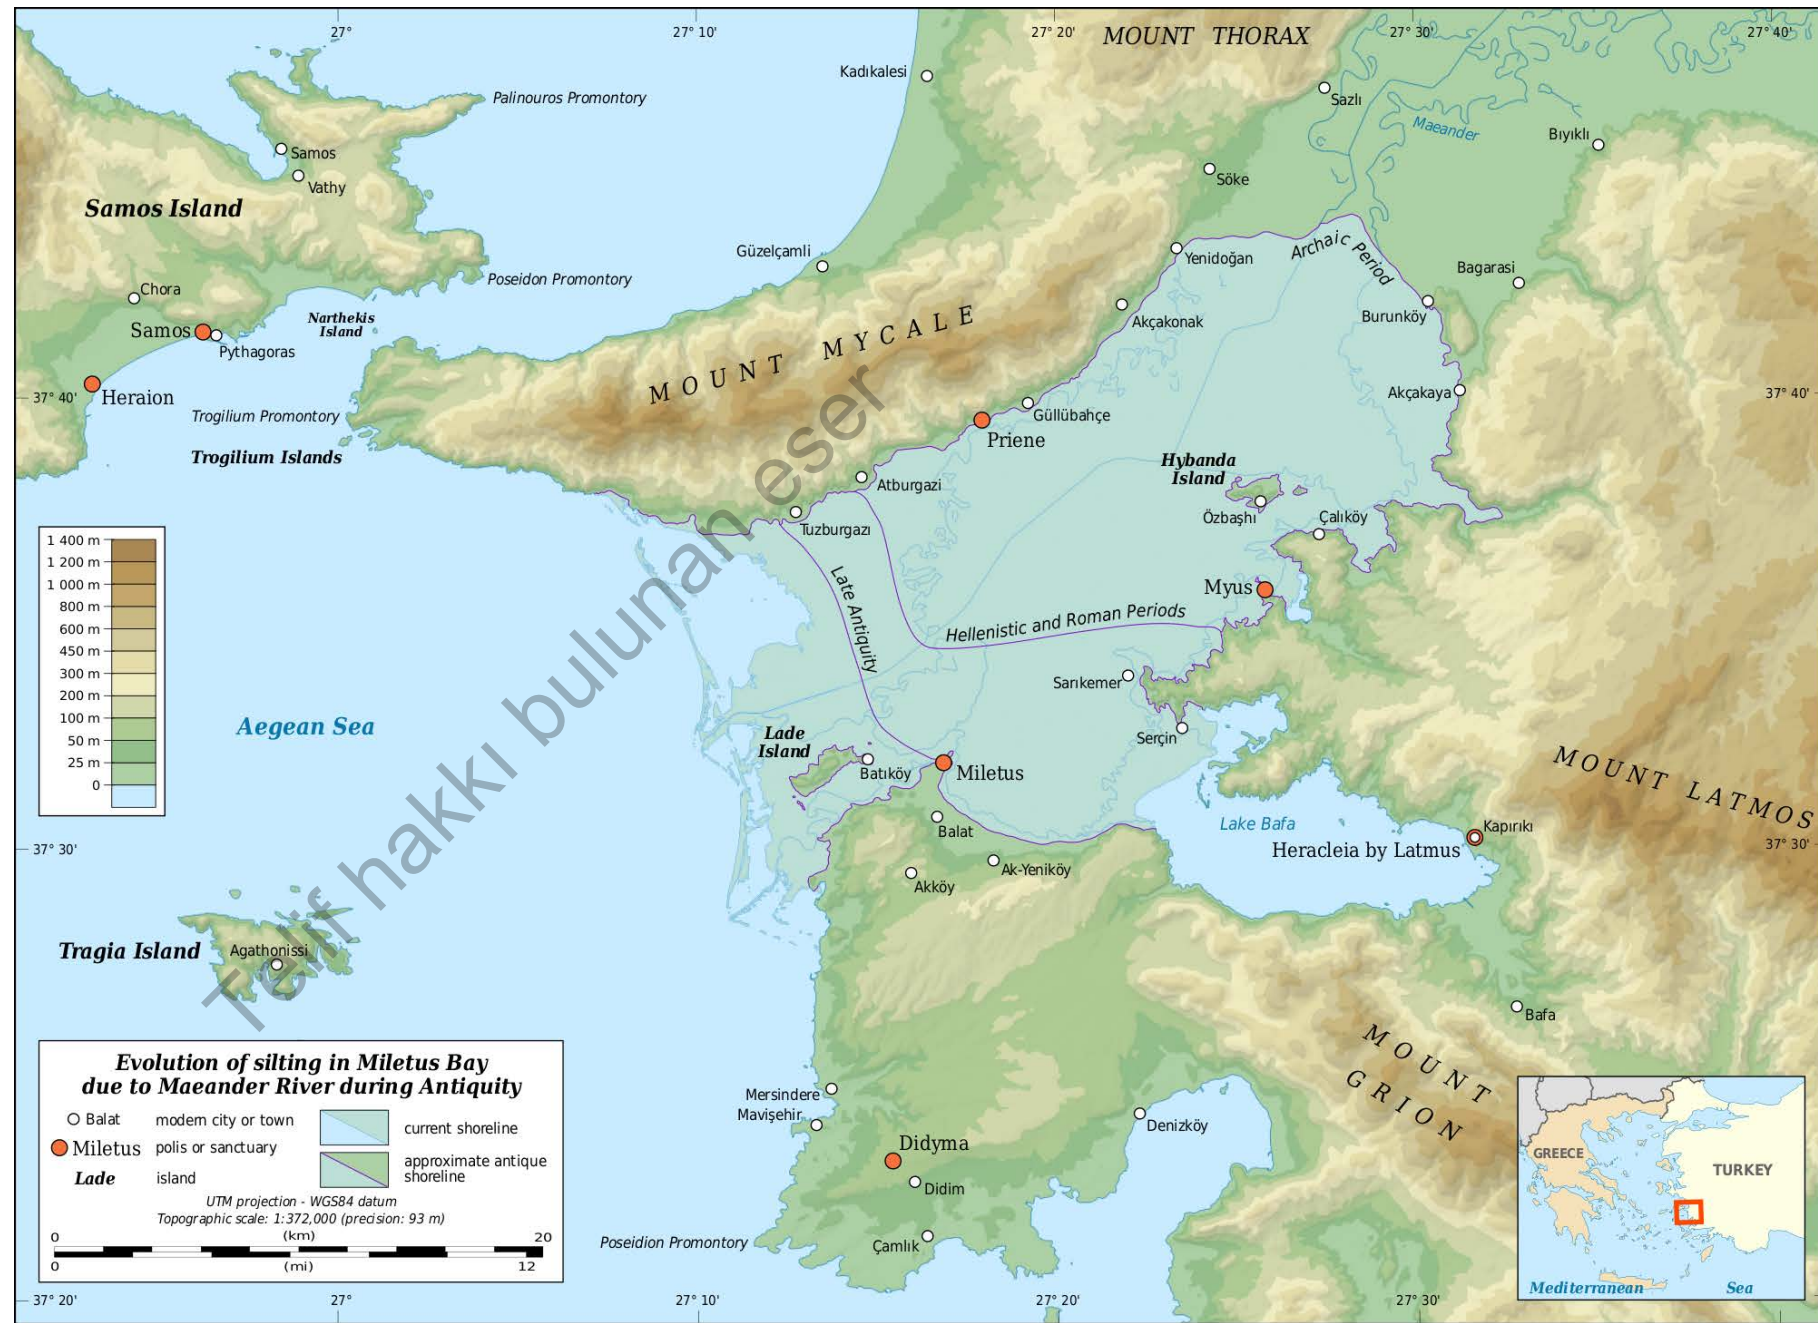 27°
27° 10'
27° 20'
MOUNT THORAX
27° 30'
27° 40'
Kadıkalesi
Sazlı
Palinouros Promontory
Maeander
Bıyıklı
Samos
Vathy
Söke
Samos Island
Archaic Period
Güzelçamli
Yenidoğan
Bagarasi
Poseidon Promontory
Chora
Narthekis
Island
Akçakonak
Burunköy
Samos
Pythagoras
MOUNT MYCALE
Heraion
37° 40'
Akçakaya
37° 40'
Trogilium Promontory
Güllübahçe
Priene
Trogilium Islands
Hybanda
Island
Atburgazi
Özbaşhı
Çalıköy
Tuzburgazı
1 400 m
1 200 m
1 000 m
800 m
600 m
450 m
300 m
200 m
100 m
50 m
25 m
0
Late Antiquity
Myus
Hellenistic and Roman Periods
Sarıkemer
Aegean Sea
Lade
Island
Serçin
Batıköy
Miletus
MOUNT LATMOS
Balat
Lake Bafa
Kapırıkı
Heracleia by Latmus
37° 30'
37° 30'
Ak-Yeniköy
Akköy
Tragia Island
Agathonissi
Bafa
MOUNT
GRION
Mersindere
Mavişehir
Denizköy
Didyma
Didim
Poseidion Promontory
Çamlık
Evolution of silting in Miletus Bay
due to Maeander River during Antiquity
Balat modern city or town
Miletus polis or sanctuary
Lade island
current shoreline
approximate antique
shoreline
UTM projection - WGS84 datum
Topographic scale: 1:372,000 (precision: 93 m)
0 (km) 20
0 (mi) 12
GREECE
TURKEY
Mediterranean Sea
37° 20'
27°
27° 10'
27° 20'
27° 30'
Telif hakkı bulunan eser